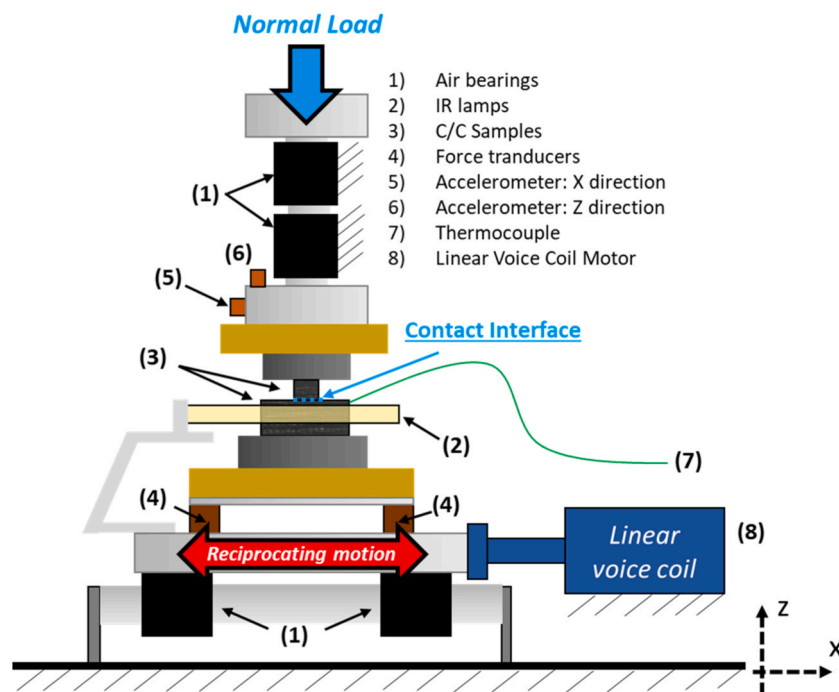 Normal Load
1) Air bearings
2) IR lamps
3) C/C Samples
4) Force tranducers
5) Accelerometer: X direction
6) Accelerometer: Z direction
7) Thermocouple
8) Linear Voice Coil Motor
(1)
(6)
(5)
Contact Interface
(3)
(2)
(7)
(4)
(4)
(8)
Linear
voice coil
Reciprocating motion
(1)
Z
X